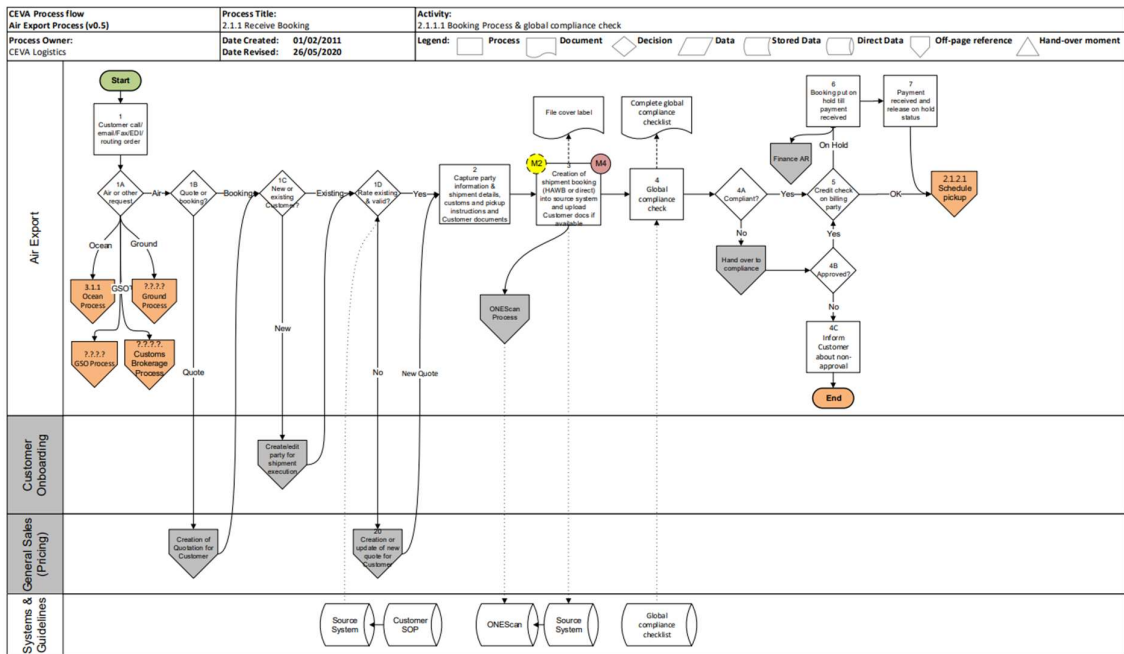 CEVA Process flow
Air Export Process (v0.5)
Process Title:
2.1.1 Receive Booking
Activity:
2.1.1.1 Booking Process & global compliance check
Process Owner:
CEVA Logistics
Date Created: 01/02/2011
Date Revised: 26/05/2020
Legend:
Process
Document
Decision
Data
Stored Data
Direct Data
Off-page reference
Hand-over moment
Air Export
Start
1
Customer call/
email/Fax/EDI/
routing order
1A
Air or other
request
Air
1B
Quote or
booking?
Booking
1C
New or
existing
Customer?
Existing
1D
Rate existing
& valid?
Yes
2
Capture party
information &
shipment details,
customs and pickup
instructions and
Customer documents
File cover label
M2
M4
3
Creation of
shipment booking
(HAWB or direct)
into source system
and upload
Customer docs if
available
Complete global
compliance
checklist
4
Global
compliance
check
4A
Compliant?
Yes
5
Credit check
on billing
party
OK
2.1.2.1
Schedule
pickup
6
Booking put on
hold till
payment
received
7
Payment
received and
release on hold
status
Finance AR
On Hold
No
Hand over to
compliance
Yes
4B
Approved?
No
4C
Inform
Customer
about non-
approval
End
Ocean
Ground
GSO
3.1.1
Ocean
Process
?.?.?.?
Ground
Process
?.?.?.?
GSO Process
?.?.?.?.
Customs
Brokerage
Process
Quote
New
No
New Quote
ONEScan
Process
Customer
Onboarding
Create/edit
party for
shipment
execution
General Sales
(Pricing)
Creation of
Quotation for
Customer
20
Creation or
update of new
quote for
Customer
Systems &
Guidelines
Source
System
Customer
SOP
ONEScan
Source
System
Global
compliance
checklist